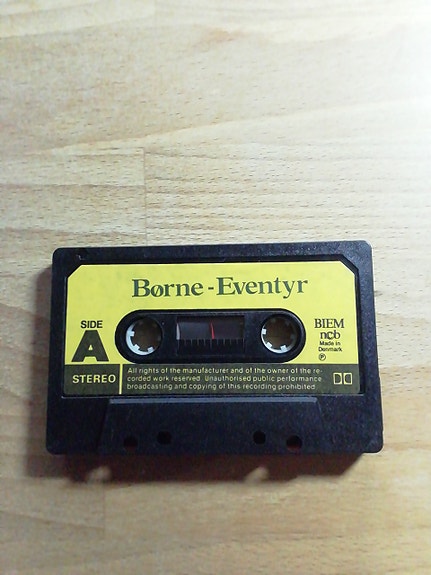 Børne-Eventyr
SIDE
A
STEREO
BIEM
ncb
Made in
Denmark
℗
All rights of the manufacturer and of the owner of the re-
corded work reserved. Unauthorised public performance
broadcasting and copying of this recording prohibited.